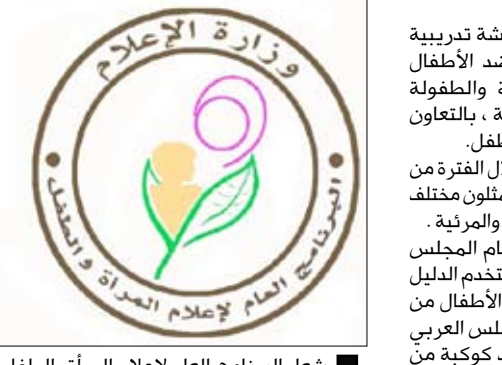 وزارة الإعلام
البرنامج العام لإعلام المرأة والطفل
شة تدريبية
ضد الأطفال
ة والطفولة
ة ، بالتعاون
طفل.
ال الفترة من
مثلون مختلف
والمرئية .
ام المجلس
تخدم الدليل
الأطفال من
لس العربي
كوكبة من